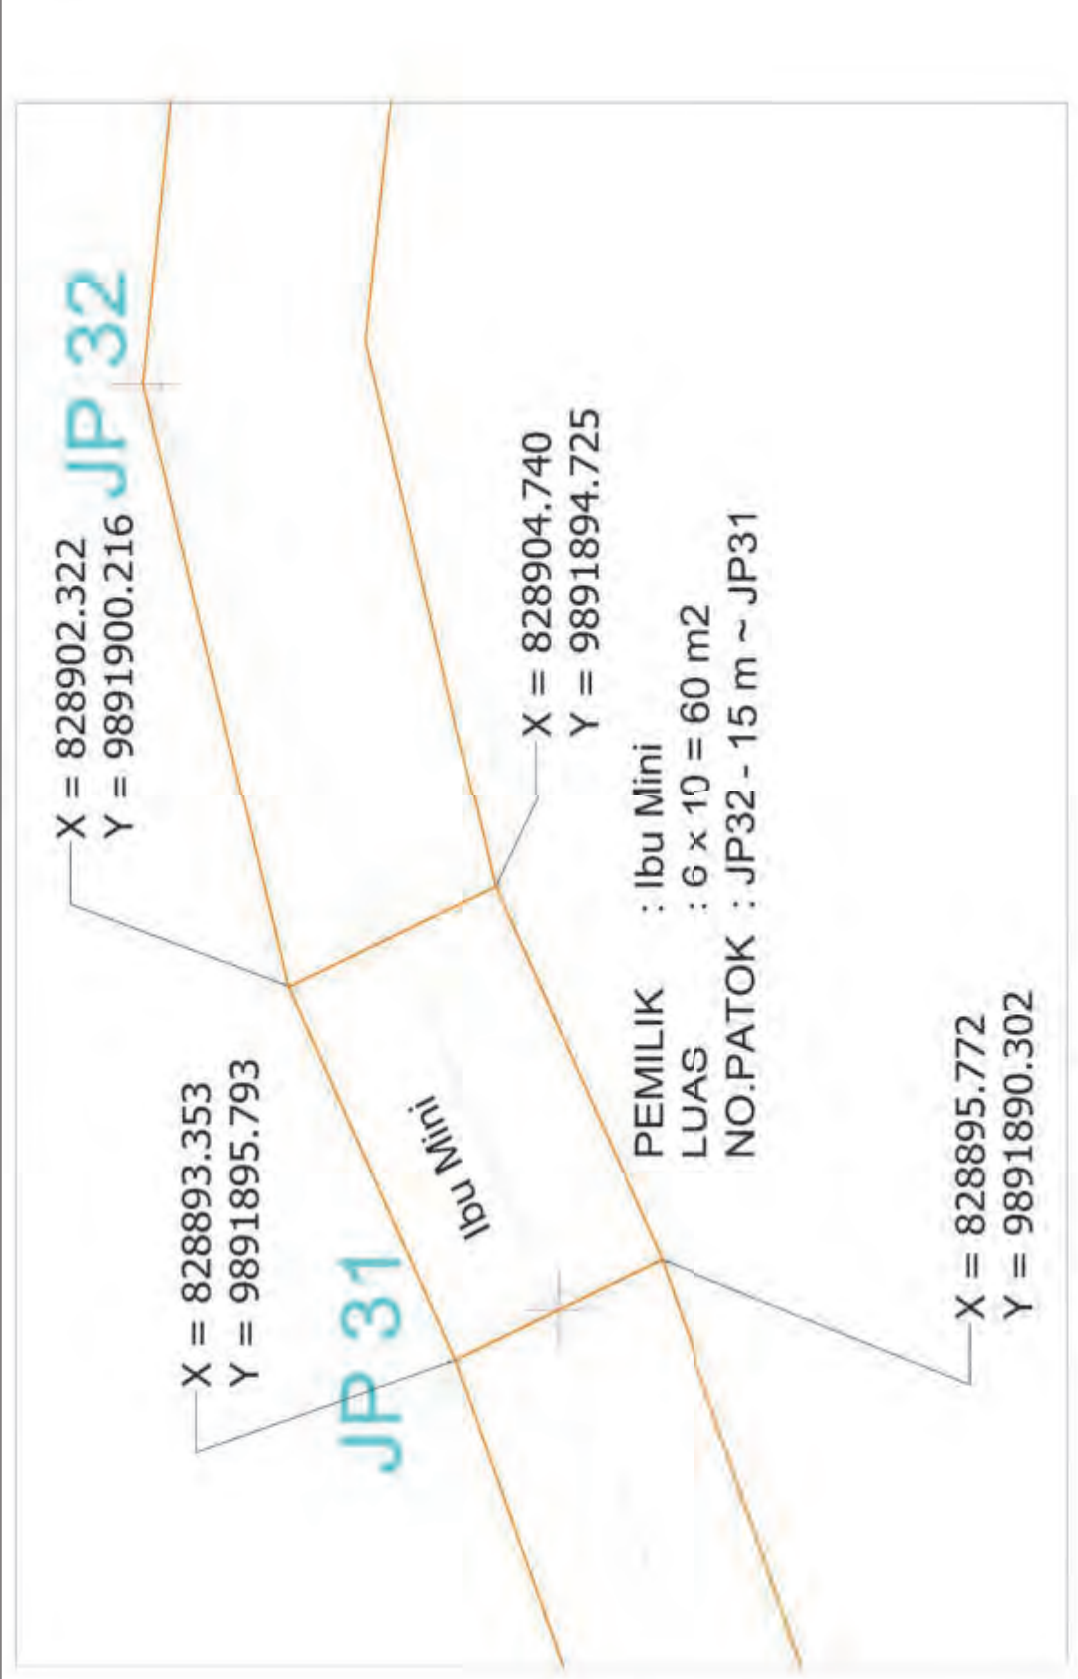 JP 32
X = 828902.322
Y = 9891900.216
X = 828893.353
Y = 9891895.793
JP 31
Ibu Mini
X = 828904.740
Y = 9891894.725
PEMILIK : Ibu Mini
LUAS : 6 x 10 = 60 m2
NO.PATOK : JP32 - 15 m ~ JP31
X = 828895.772
Y = 9891890.302